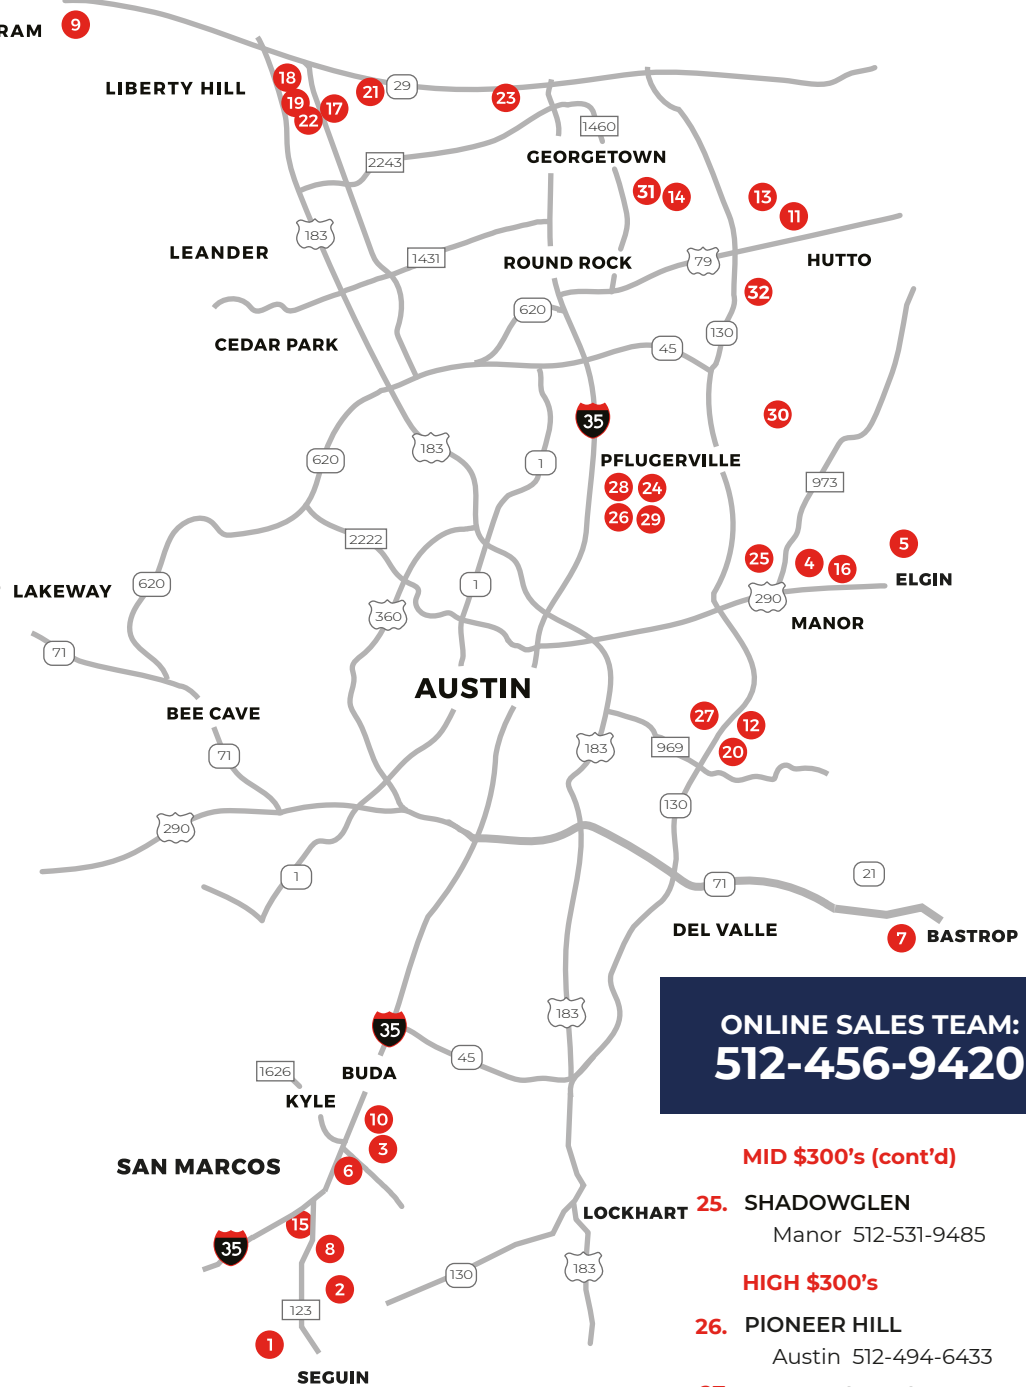 RAM
9
LIBERTY HILL
18
19
22
17
21
29
23
1460
2243
GEORGETOWN
31
14
13
11
183
LEANDER
1431
ROUND ROCK
79
HUTTO
32
620
130
CEDAR PARK
45
30
35
183
620
1
PFLUGERVILLE
28
24
26
29
973
2222
25
4
16
5
ELGIN
620
LAKEWAY
1
360
290
MANOR
71
AUSTIN
BEE CAVE
27
12
20
71
183
969
130
290
1
71
21
DEL VALLE
7
BASTROP
183
35
45
1626
BUDA
KYLE
10
3
6
SAN MARCOS
15
35
8
2
123
1
SEGUIN
LOCKHART
130
183
ONLINE SALES TEAM:
512-456-9420
MID $300's (cont'd)
25. SHADOWGLEN
Manor 512-531-9485
HIGH $300's
26. PIONEER HILL
Austin 512-494-6433